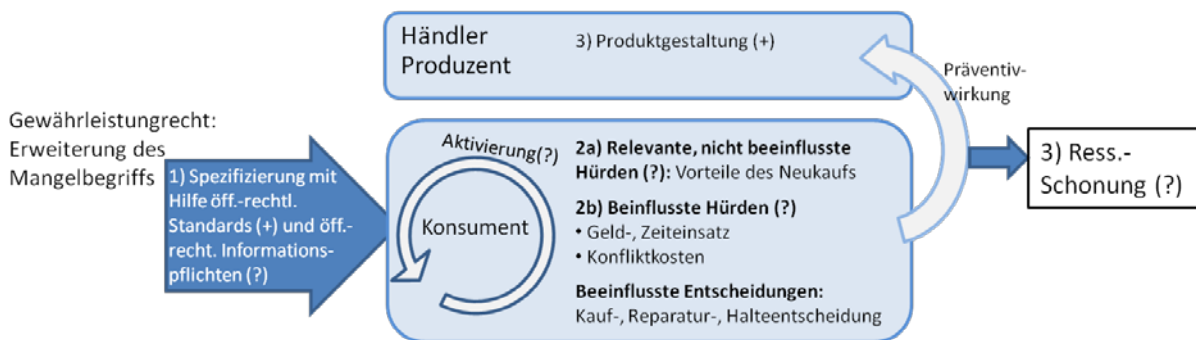 Händler
Produzent
3) Produktgestaltung (+)
Präventiv-
wirkung
Gewährleistungrecht:
Erweiterung des
Mangelbegriffs
1) Spezifizierung mit
Hilfe öff.-rechtl.
Standards (+) und öff.-
recht. Informations-
pflichten (?)
Aktivierung(?)
Konsument
2a) Relevante, nicht beeinflusste
Hürden (?): Vorteile des Neukaufs
2b) Beinflusste Hürden (?)
• Geld-, Zeiteinsatz
• Konfliktkosten
Beeinflusste Entscheidungen:
Kauf-, Reparatur-, Halteentscheidung
3) Ress.-
Schonung (?)